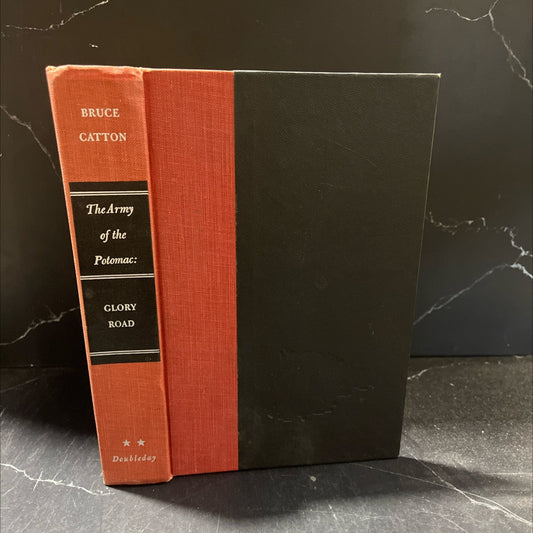 BRUCE
CATTON
The Army
of the
Potomac:
GLORY
ROAD
★ ★
Doubleday